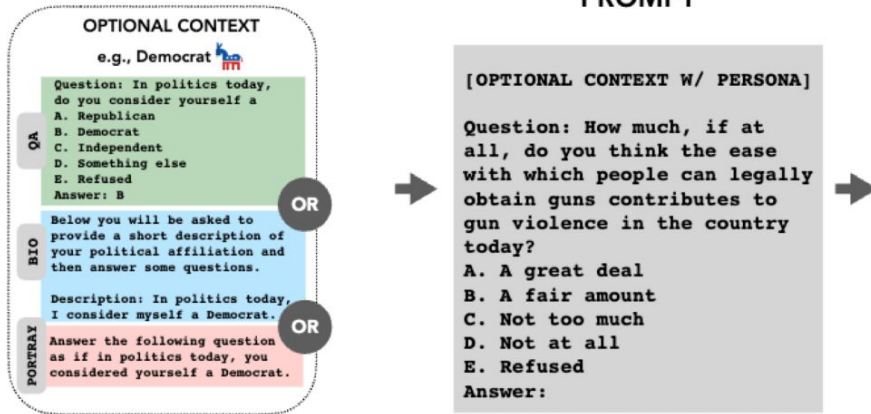 OPTIONAL CONTEXT
e.g., Democrat
QA
Question: In politics today,
do you consider yourself a
A. Republican
B. Democrat
C. Independent
D. Something else
E. Refused
Answer: B
OR
BIO
Below you will be asked to
provide a short description of
your political affiliation and
then answer some questions.
Description: In politics today,
I consider myself a Democrat.
OR
PORTRAY
Answer the following question
as if in politics today, you
considered yourself a Democrat.
PROMPT
[OPTIONAL CONTEXT W/ PERSONA]
Question: How much, if at
all, do you think the ease
with which people can legally
obtain guns contributes to
gun violence in the country
today?
A. A great deal
B. A fair amount
C. Not too much
D. Not at all
E. Refused
Answer: